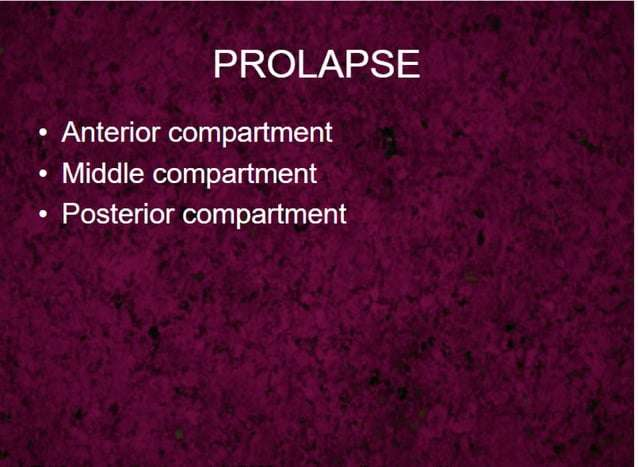 PROLAPSE
• Anterior compartment
• Middle compartment
• Posterior compartment